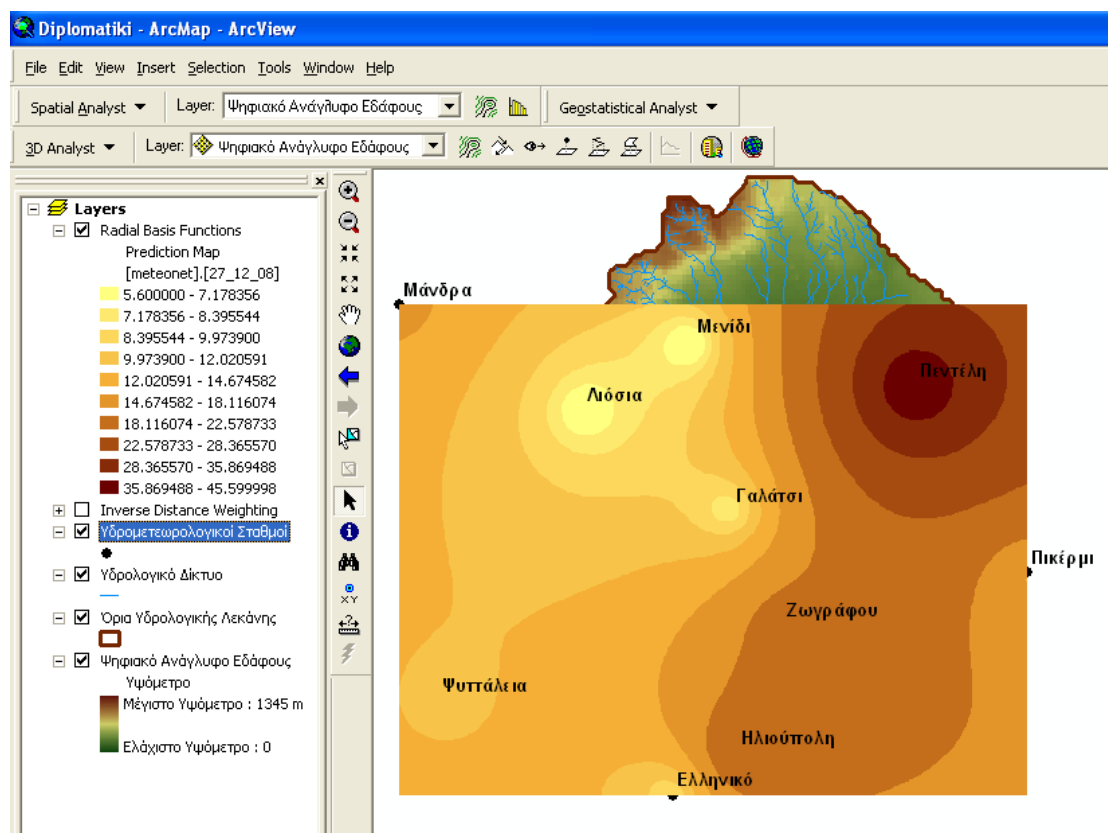 Diplomatiki - ArcMap - ArcView
File Edit View Insert Selection Tools Window Help
Spatial Analyst Layer: Ψηφιακό Ανάγλυφο Εδάφους Geostatistical Analyst
3D Analyst Layer: Ψηφιακό Ανάγλυφο Εδάφους
Layers
Radial Basis Functions
Prediction Map
[meteonet].[27_12_08]
5.600000 - 7.178356
7.178356 - 8.395544
8.395544 - 9.973900
9.973900 - 12.020591
12.020591 - 14.674582
14.674582 - 18.116074
18.116074 - 22.578733
22.578733 - 28.365570
28.365570 - 35.869488
35.869488 - 45.599998
Inverse Distance Weighting
Υδρομετεωρολογικοί Σταθμοί
Υδρολογικό Δίκτυο
Όρια Υδρολογικής Λεκάνης
Ψηφιακό Ανάγλυφο Εδάφους
Υψόμετρο
Μέγιστο Υψόμετρο : 1345 m
Ελάχιστο Υψόμετρο : 0
XY
Μάνδρα
Μενίδι
Πεντέλη
Λιόσια
Γαλάτσι
Πικέρμι
Ζωγράφου
Ψυττάλεια
Ηλιούπολη
Ελληνικό